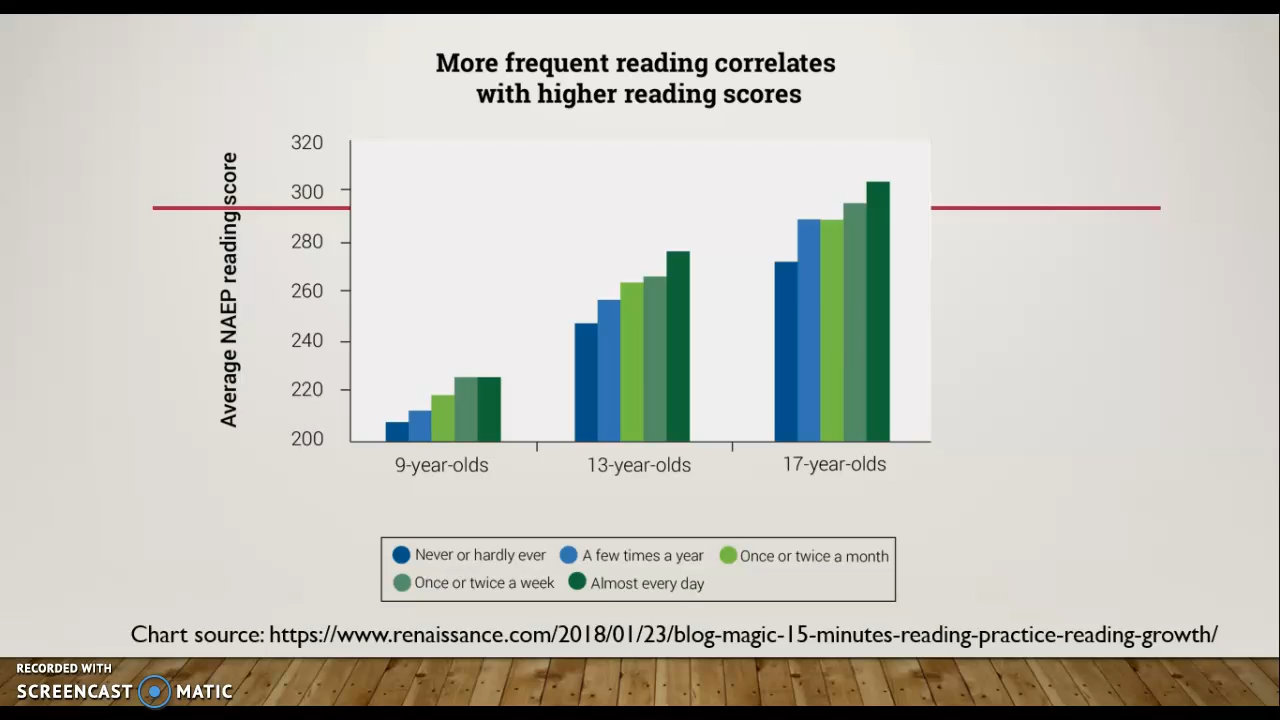 More frequent reading correlates
with higher reading scores
Average NAEP reading score
320
300
280
260
240
220
200
9-year-olds
13-year-olds
17-year-olds
Never or hardly ever
A few times a year
Once or twice a month
Once or twice a week
Almost every day
Chart source: https://www.renaissance.com/2018/01/23/blog-magic-15-minutes-reading-practice-reading-growth/
RECORDED WITH
SCREENCAST MATIC